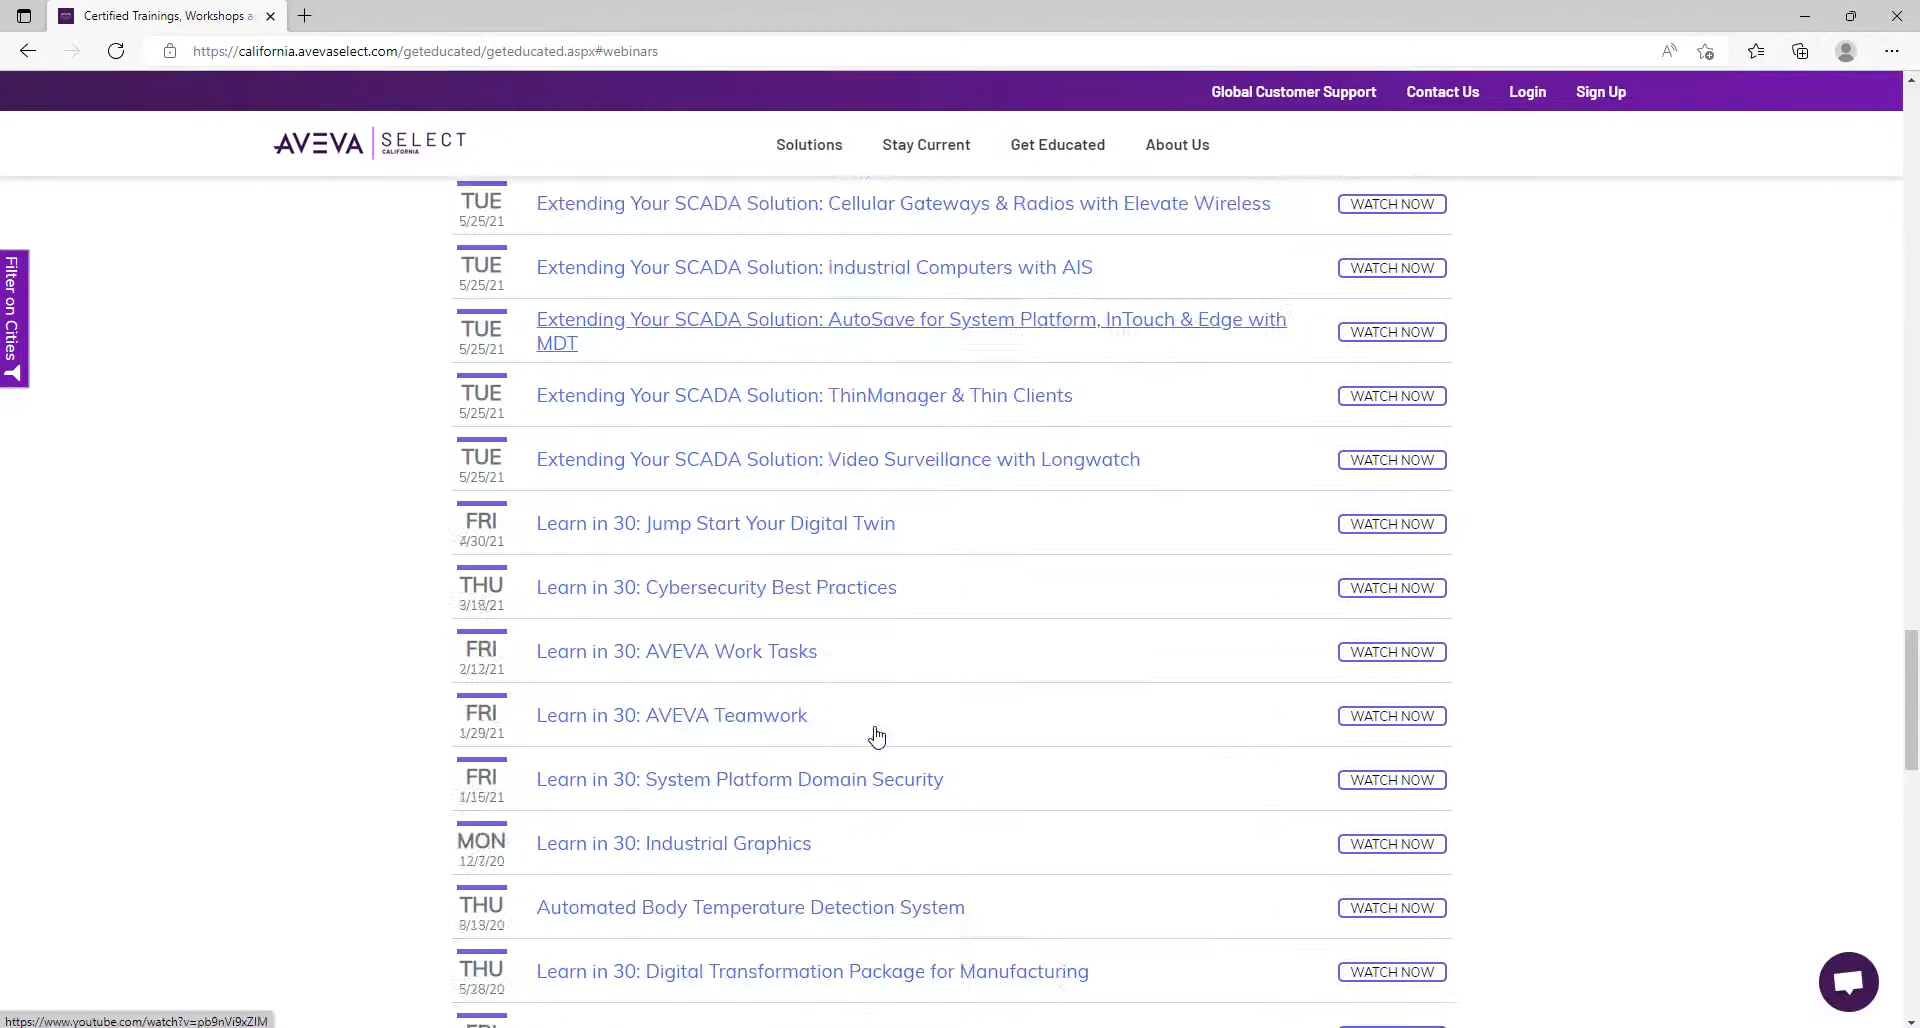 Certified Trainings, Workshops a
https://california.avevaselect.com/geteducated/geteducated.aspx#webinars
Global Customer Support Contact Us Login Sign Up
AVEVA SELECT
CALIFORNIA
Solutions Stay Current Get Educated About Us
Filter on Cities
TUE
5/25/21
Extending Your SCADA Solution: Cellular Gateways & Radios with Elevate Wireless
WATCH NOW
TUE
5/25/21
Extending Your SCADA Solution: Industrial Computers with AIS
WATCH NOW
TUE
5/25/21
Extending Your SCADA Solution: AutoSave for System Platform, InTouch & Edge with
MDT
WATCH NOW
TUE
5/25/21
Extending Your SCADA Solution: ThinManager & Thin Clients
WATCH NOW
TUE
5/25/21
Extending Your SCADA Solution: Video Surveillance with Longwatch
WATCH NOW
FRI
4/30/21
Learn in 30: Jump Start Your Digital Twin
WATCH NOW
THU
Learn in 30: Cybersecurity Best Practices
WATCH NOW
FRI
2/12/21
Learn in 30: AVEVA Work Tasks
WATCH NOW
FRI
1/29/21
Learn in 30: AVEVA Teamwork
WATCH NOW
FRI
1/15/21
Learn in 30: System Platform Domain Security
WATCH NOW
MON
12/7/20
Learn in 30: Industrial Graphics
WATCH NOW
THU
8/13/20
Automated Body Temperature Detection System
WATCH NOW
THU
5/28/20
Learn in 30: Digital Transformation Package for Manufacturing
WATCH NOW
https://www.youtube.com/watch?v=pb9nVi9xZIM